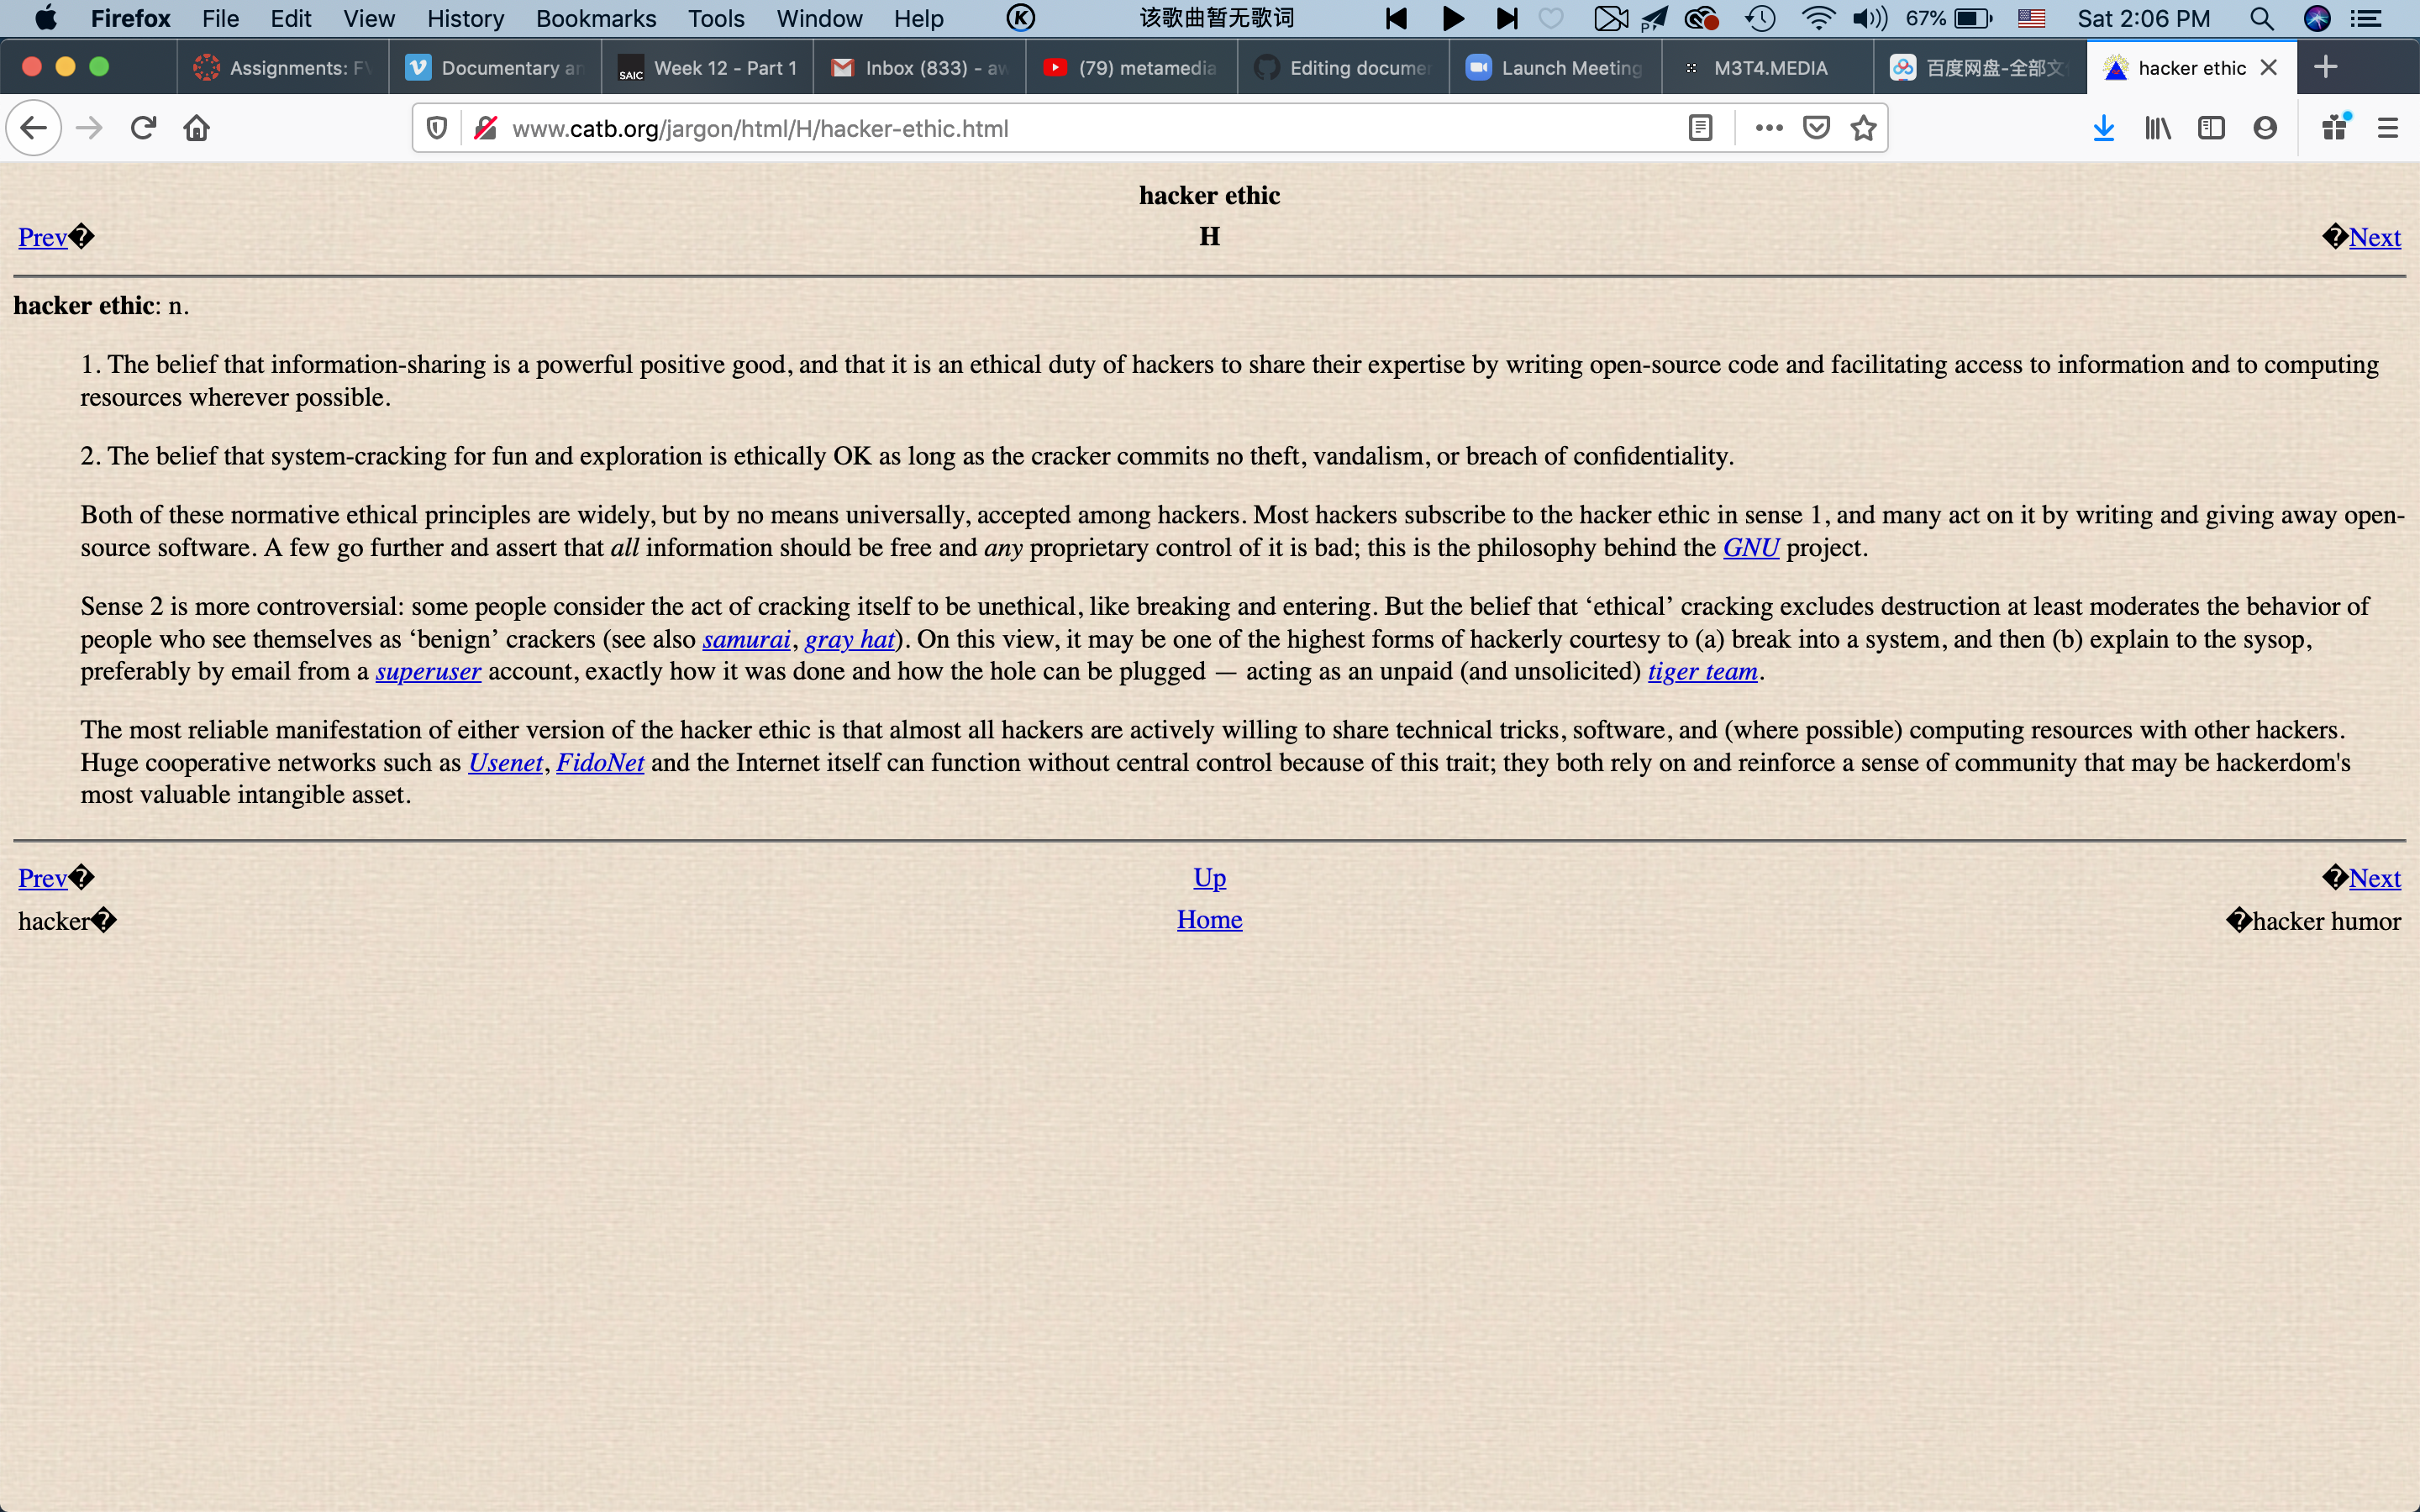 Firefox File Edit View History Bookmarks Tools Window Help 该歌曲暂无歌词 67% Sat 2:06 PM
Assignments: F Documentary an SAIC Week 12 - Part 1 Inbox (833) - aw (79) metamedia Editing docume Launch Meeting M3T4.MEDIA 百度网盘-全部文 hacker ethic
www.catb.org/jargon/html/H/hacker-ethic.html
hacker ethic
Prev� H �Next
hacker ethic: n.
1. The belief that information-sharing is a powerful positive good, and that it is an ethical duty of hackers to share their expertise by writing open-source code and facilitating access to information and to computing
resources wherever possible.
2. The belief that system-cracking for fun and exploration is ethically OK as long as the cracker commits no theft, vandalism, or breach of confidentiality.
Both of these normative ethical principles are widely, but by no means universally, accepted among hackers. Most hackers subscribe to the hacker ethic in sense 1, and many act on it by writing and giving away open-
source software. A few go further and assert that all information should be free and any proprietary control of it is bad; this is the philosophy behind the GNU project.
Sense 2 is more controversial: some people consider the act of cracking itself to be unethical, like breaking and entering. But the belief that ‘ethical’ cracking excludes destruction at least moderates the behavior of
people who see themselves as ‘benign’ crackers (see also samurai, gray hat). On this view, it may be one of the highest forms of hackerly courtesy to (a) break into a system, and then (b) explain to the sysop,
preferably by email from a superuser account, exactly how it was done and how the hole can be plugged — acting as an unpaid (and unsolicited) tiger team.
The most reliable manifestation of either version of the hacker ethic is that almost all hackers are actively willing to share technical tricks, software, and (where possible) computing resources with other hackers.
Huge cooperative networks such as Usenet, FidoNet and the Internet itself can function without central control because of this trait; they both rely on and reinforce a sense of community that may be hackerdom's
most valuable intangible asset.
Prev� Up �Next
hacker� Home �hacker humor